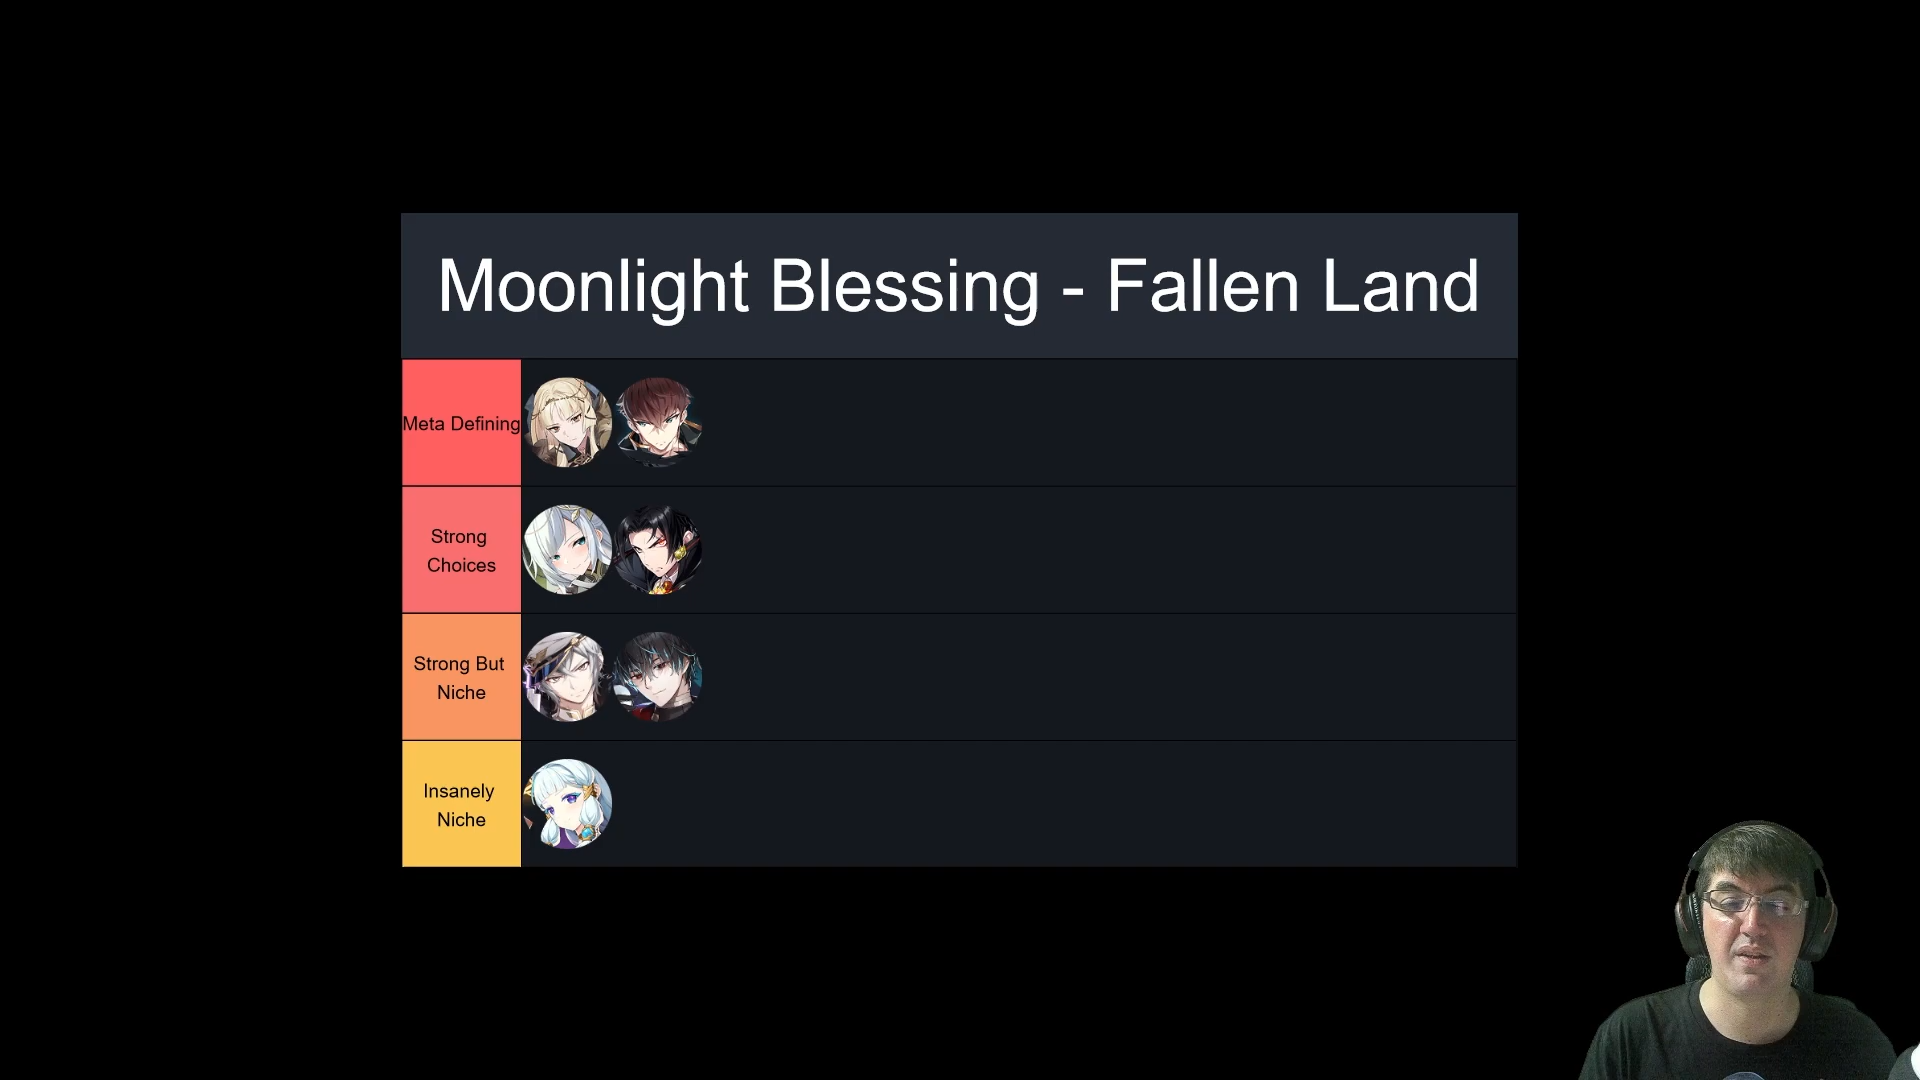 Moonlight Blessing - Fallen Land
Meta Defining
Strong
Choices
Strong But
Niche
Insanely
Niche